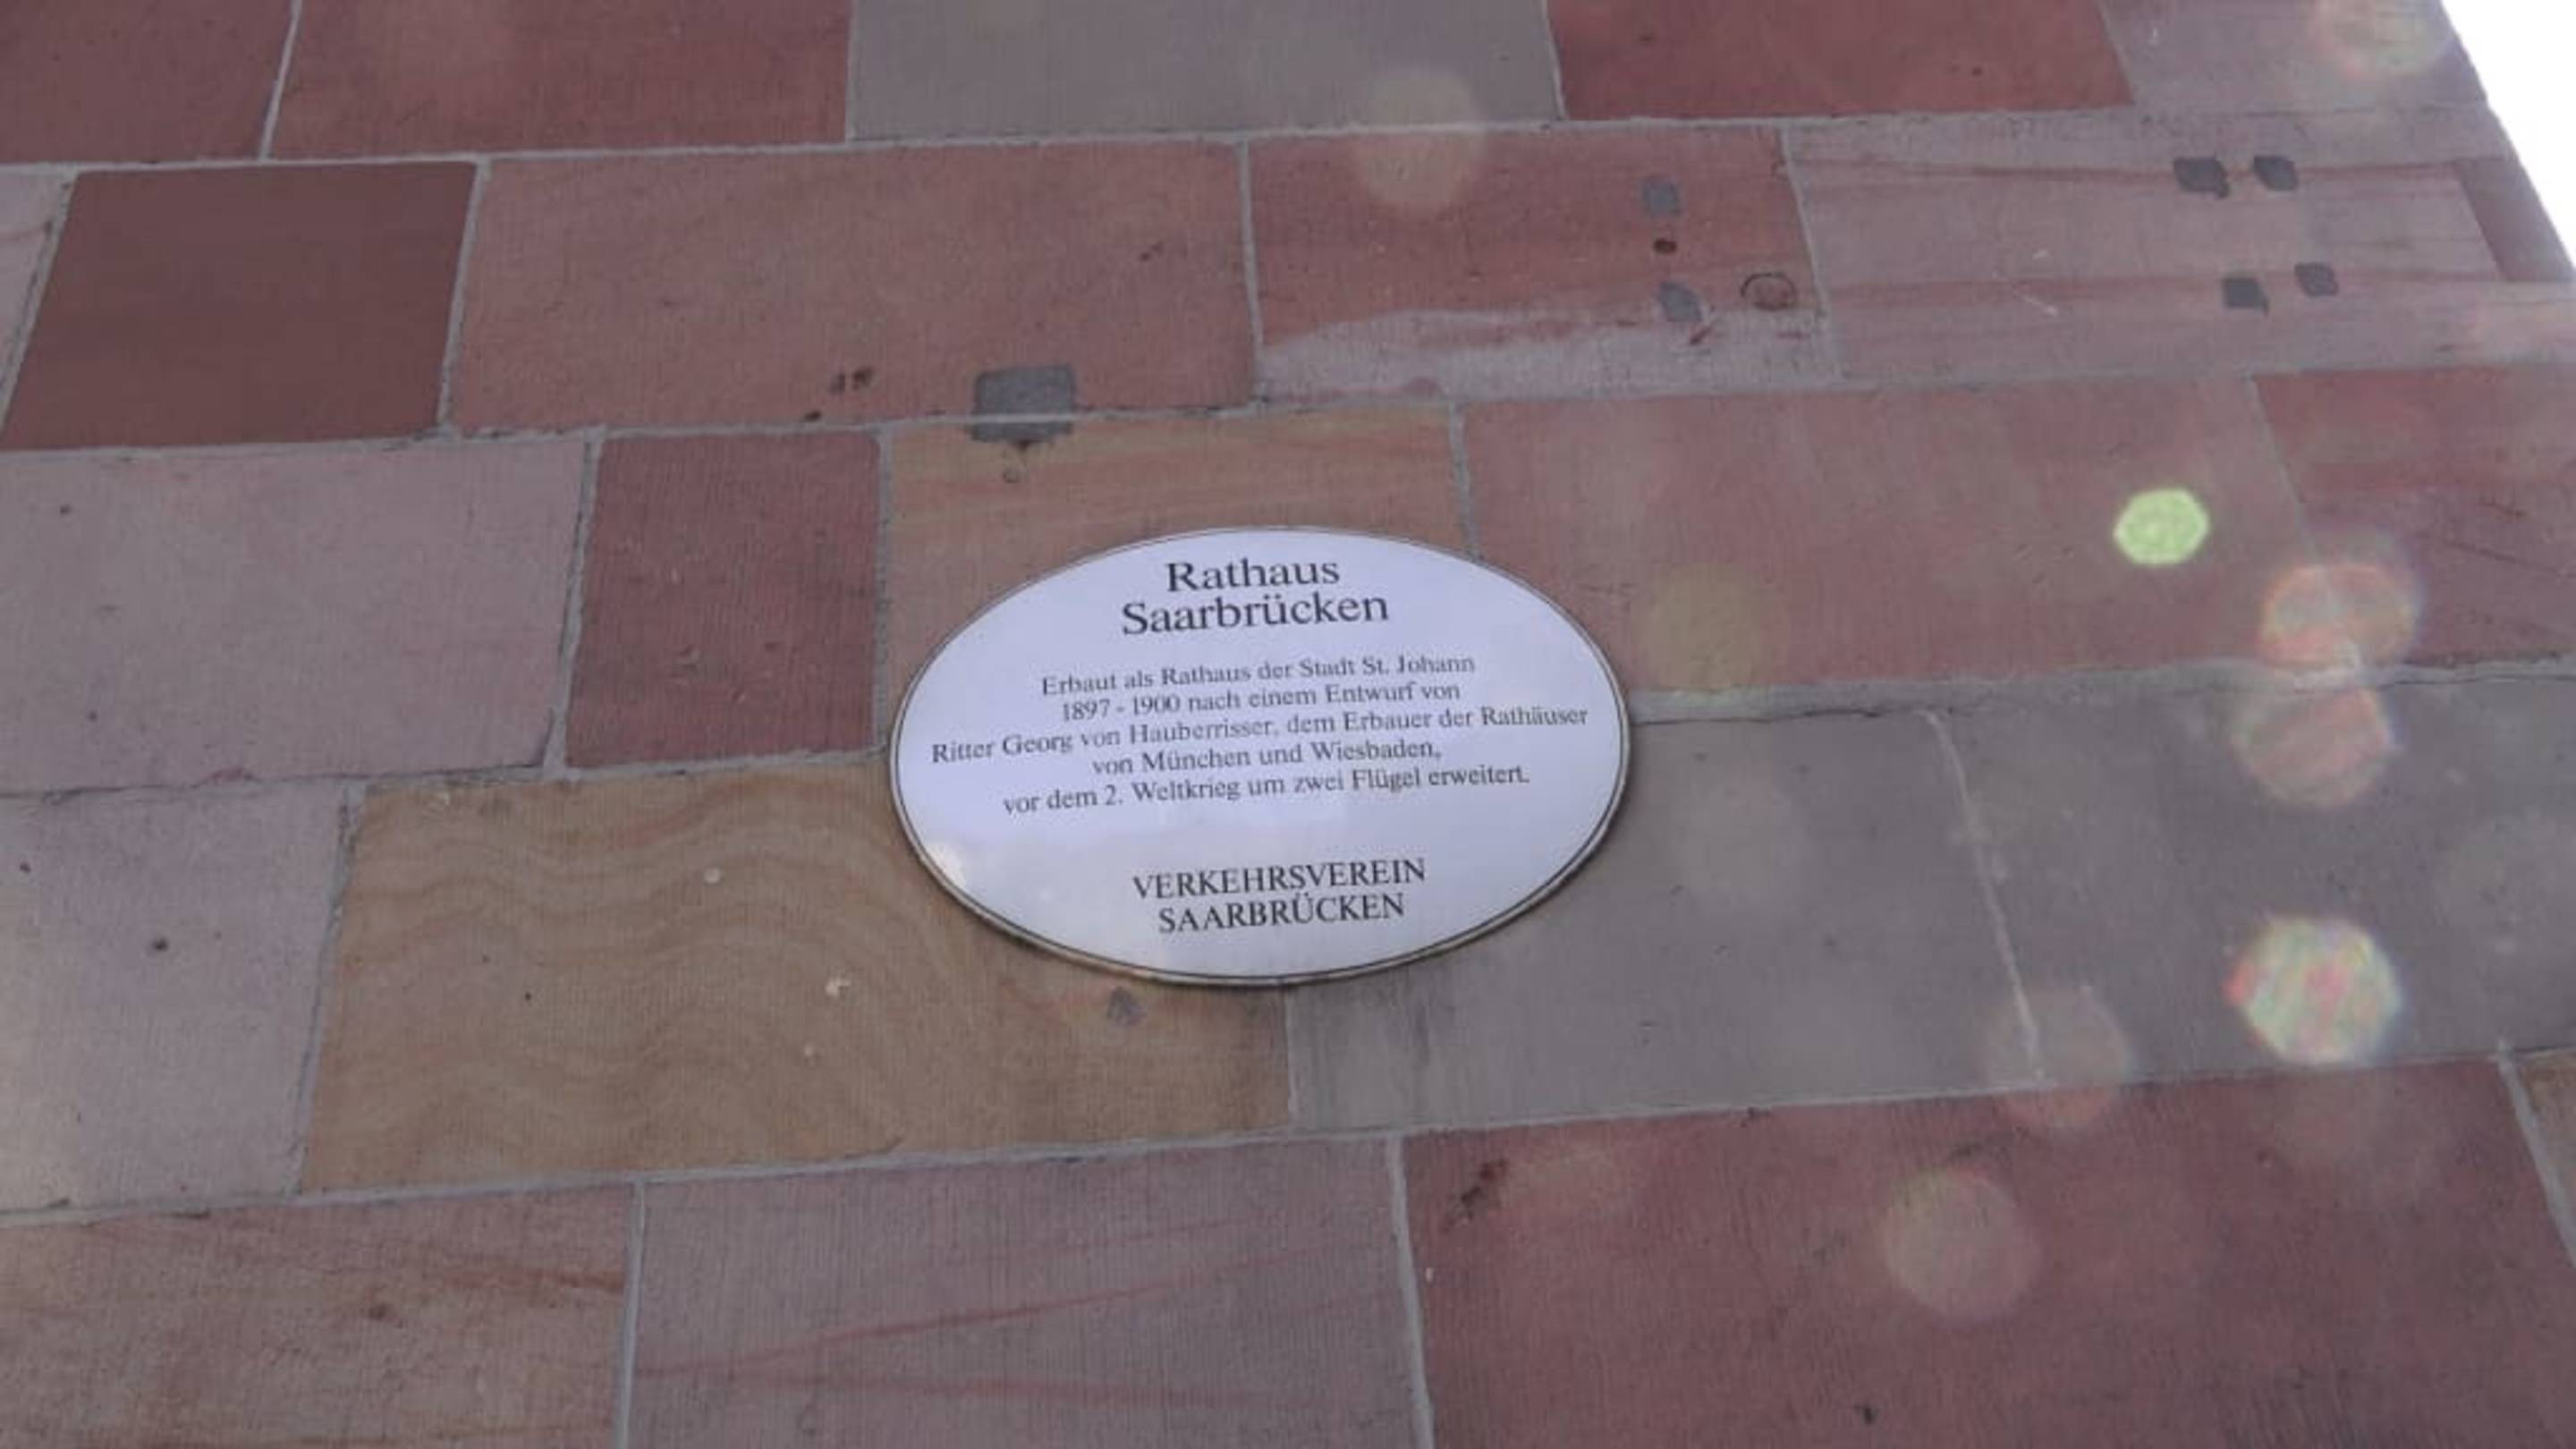 Rathaus
Saarbrücken
Erbaut als Rathaus der Stadt St. Johann
1897 - 1900 nach einem Entwurf von
Ritter Georg von Hauberrisser, dem Erbauer der Rathäuser
von München und Wiesbaden,
vor dem 2. Weltkrieg um zwei Flügel erweitert.
VERKEHRSVEREIN
SAARBRÜCKEN